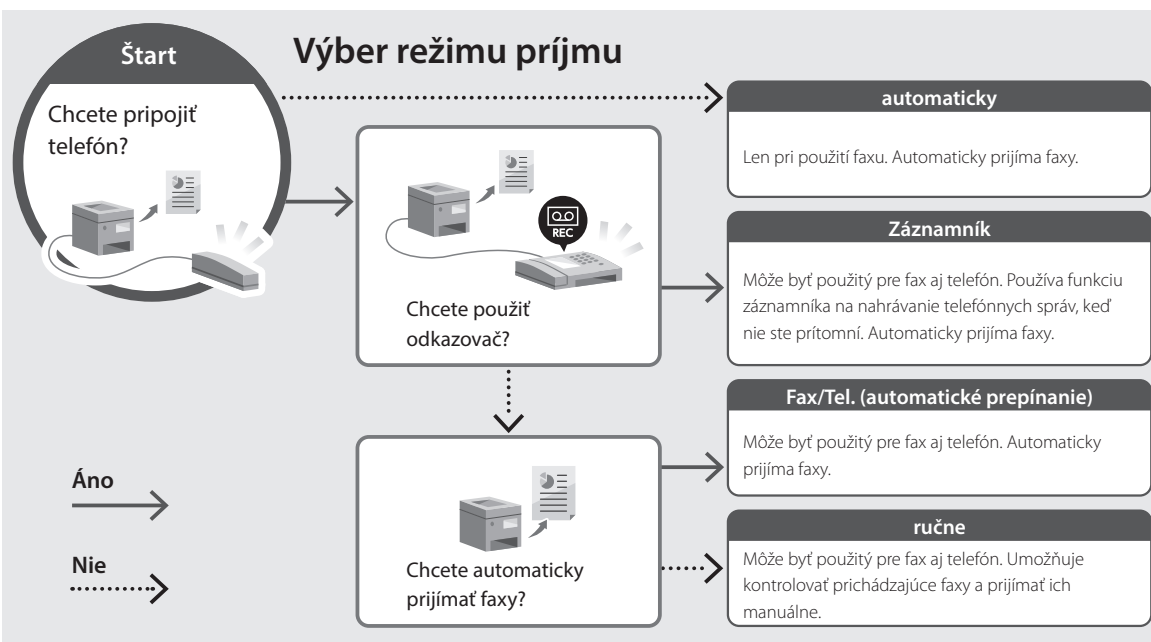 Výber režimu príjmu
Štart
Chcete pripojiť
telefón?
automaticky
Len pri použití faxu. Automaticky prijíma faxy.
REC
Chcete použiť
odkazovač?
Záznamník
Môže byť použitý pre fax aj telefón. Používa funkciu
záznamníka na nahrávanie telefónnych správ, keď
nie ste prítomní. Automaticky prijíma faxy.
Chcete automaticky
prijímať faxy?
Fax/Tel. (automatické prepínanie)
Môže byť použitý pre fax aj telefón. Automaticky
prijíma faxy.
ručne
Môže byť použitý pre fax aj telefón. Umožňuje
kontrolovať prichádzajúce faxy a prijímať ich
manuálne.
Áno
Nie